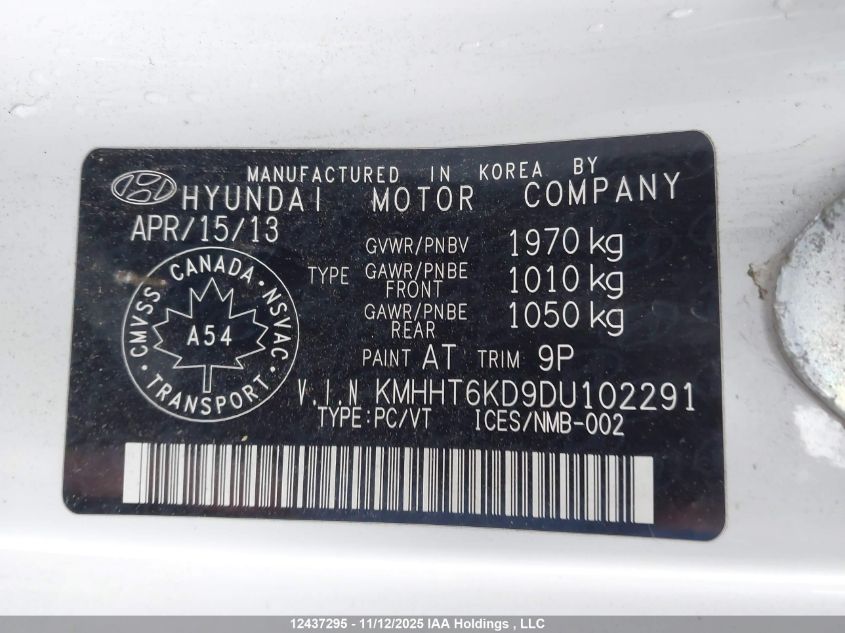 MANUFACTURED IN KOREA BY
HYUNDAI MOTOR COMPANY
APR/15/13
GVWR/PNBV 1970 kg
TYPE GAWR/PNBE FRONT 1010 kg
GAWR/PNBE REAR 1050 kg
CANADA · NSVAC · TRANSPORT · CMVSS ·
A54
PAINT AT TRIM 9P
V.I.N KMHHT6KD9DU102291
TYPE:PC/VT ICES/NMB-002
12437295 - 11/12/2025 IAA Holdings , LLC